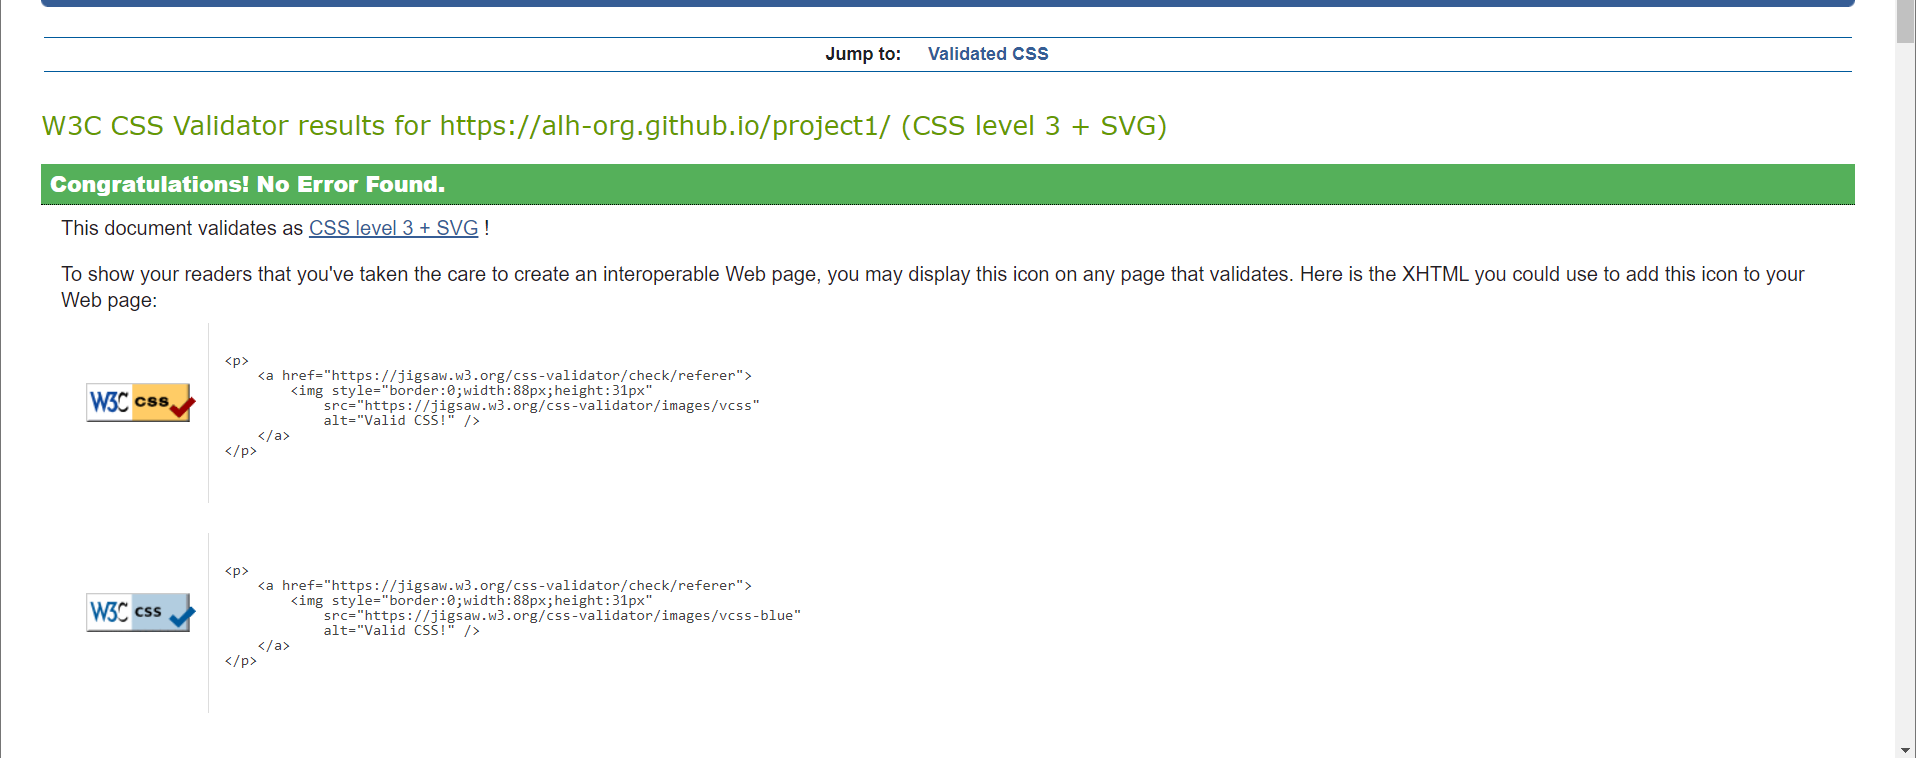 Jump to: Validated CSS
W3C CSS Validator results for https://alh-org.github.io/project1/ (CSS level 3 + SVG)
Congratulations! No Error Found.
This document validates as CSS level 3 + SVG !
To show your readers that you've taken the care to create an interoperable Web page, you may display this icon on any page that validates. Here is the XHTML you could use to add this icon to your
Web page:
W3C css
<p>
    <a href="https://jigsaw.w3.org/css-validator/check/referer">
        <img style="border:0;width:88px;height:31px"
            src="https://jigsaw.w3.org/css-validator/images/vcss"
            alt="Valid CSS!" />
    </a>
</p>
W3C css
<p>
    <a href="https://jigsaw.w3.org/css-validator/check/referer">
        <img style="border:0;width:88px;height:31px"
            src="https://jigsaw.w3.org/css-validator/images/vcss-blue"
            alt="Valid CSS!" />
    </a>
</p>